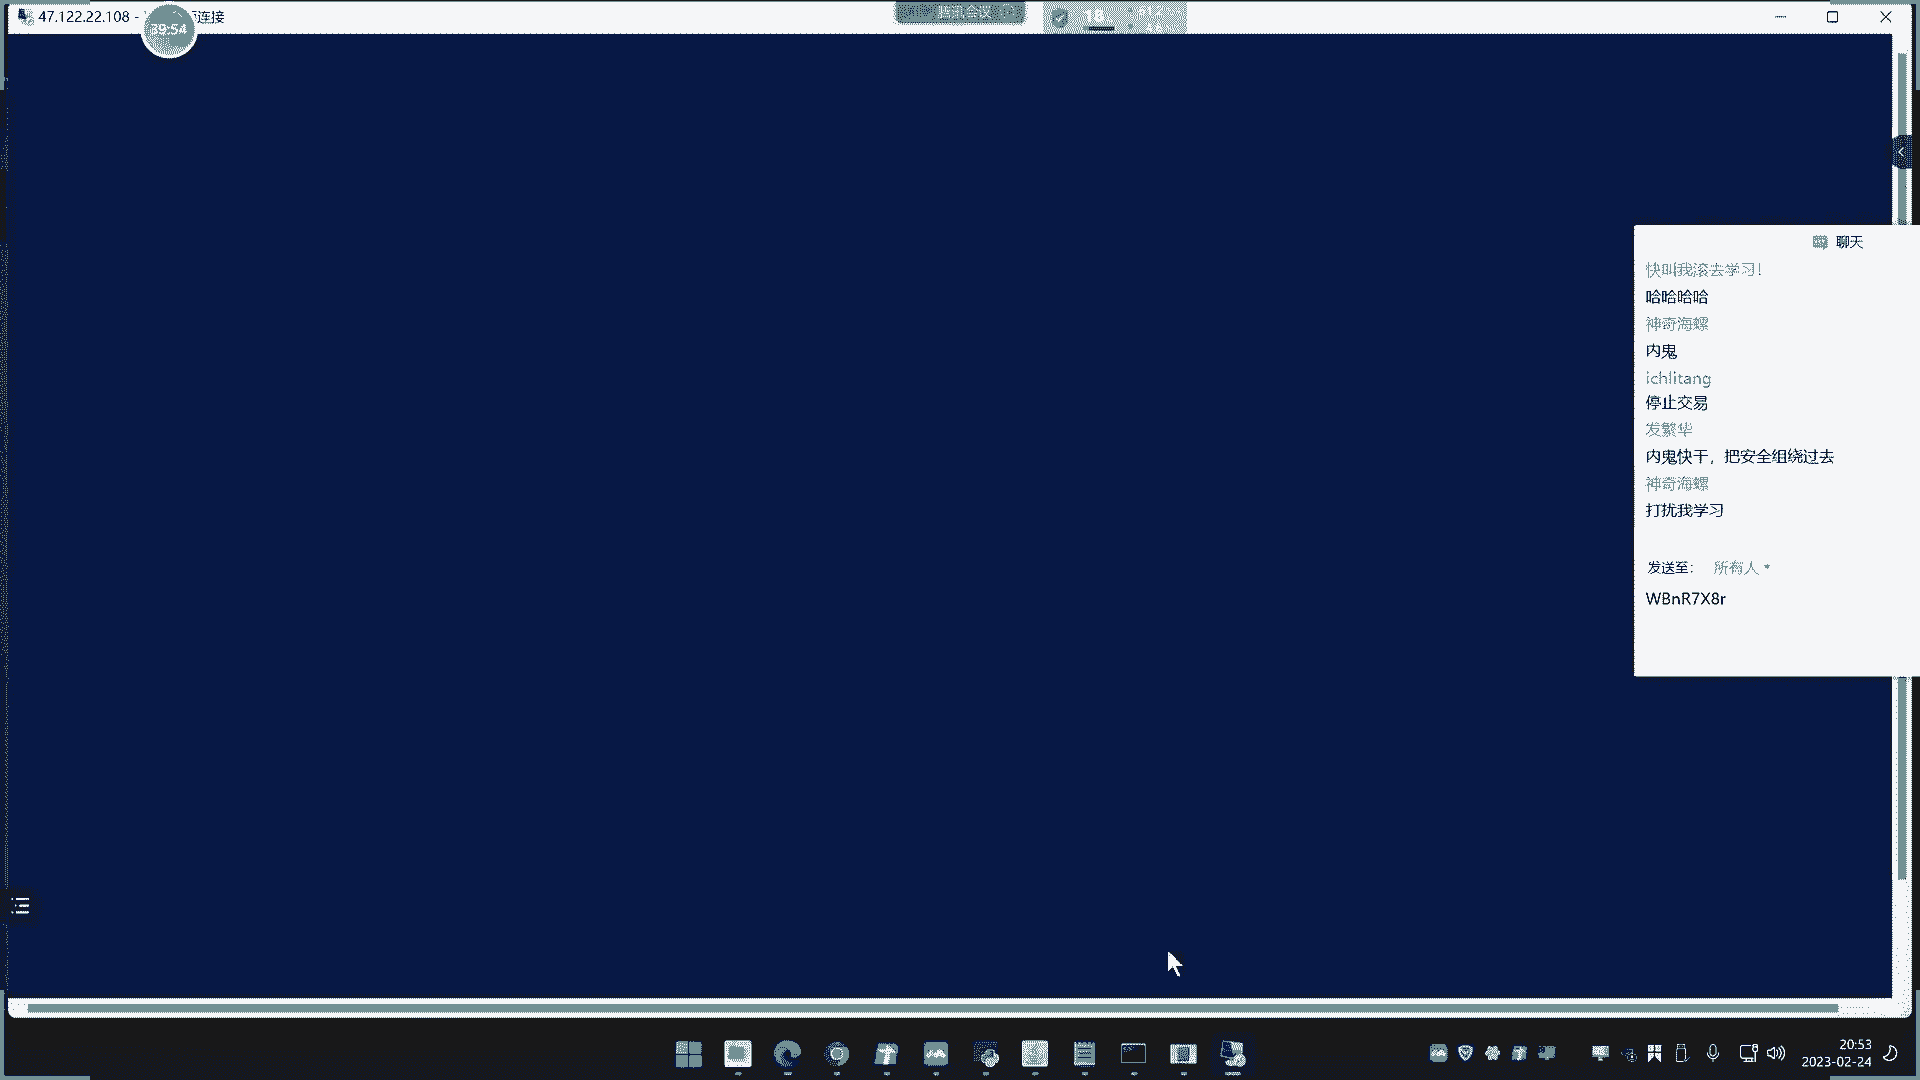 47.122.22.108 -
连接
39:54
腾讯会议
18
聊天
快叫我滚去学习！
哈哈哈哈
神奇海螺
内鬼
ichlitang
停止交易
发繁华
内鬼快干，把安全组绕过去
神奇海螺
打扰我学习
发送至： 所有人
WBnR7X8r
20:53
2023-02-24